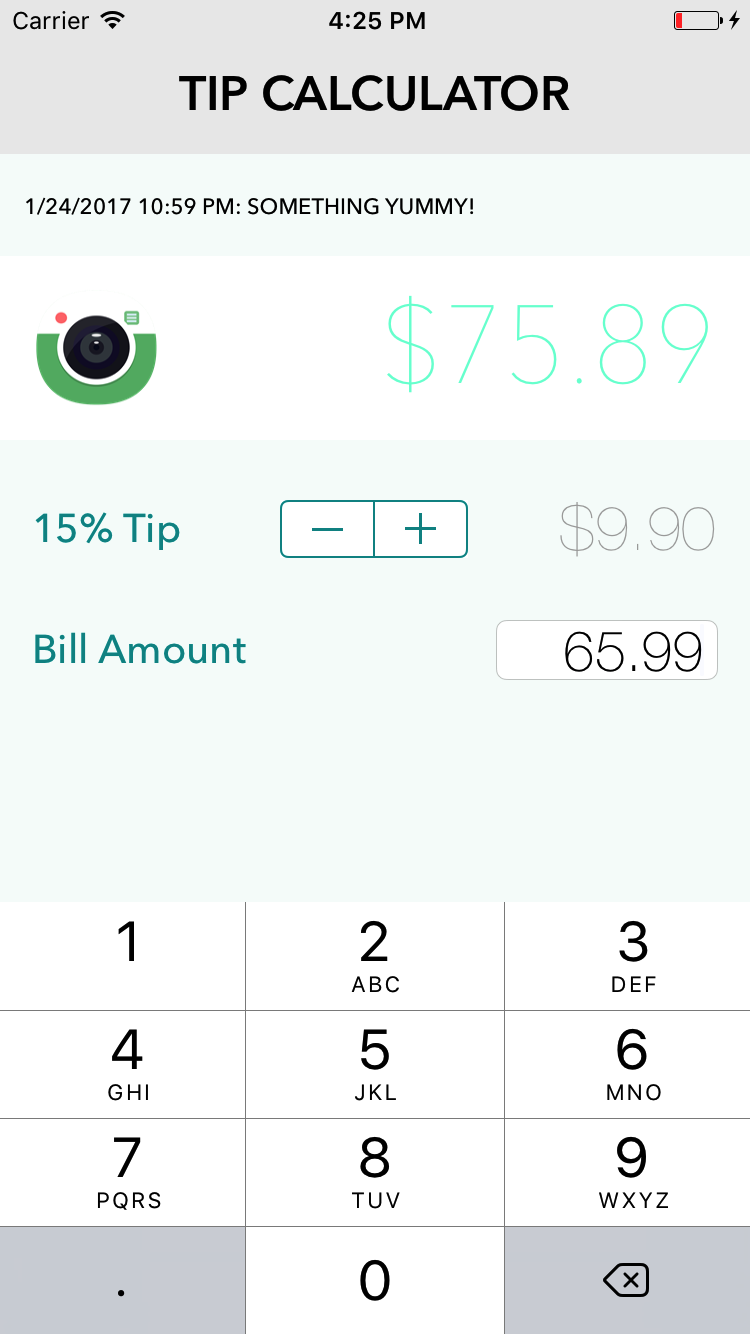 Carrier 4:25 PM
TIP CALCULATOR
1/24/2017 10:59 PM: SOMETHING YUMMY!
$75.89
15% Tip $9.90
Bill Amount 65.99
1 2 3
ABC DEF
4 5 6
GHI JKL MNO
7 8 9
PQRS TUV WXYZ
. 0